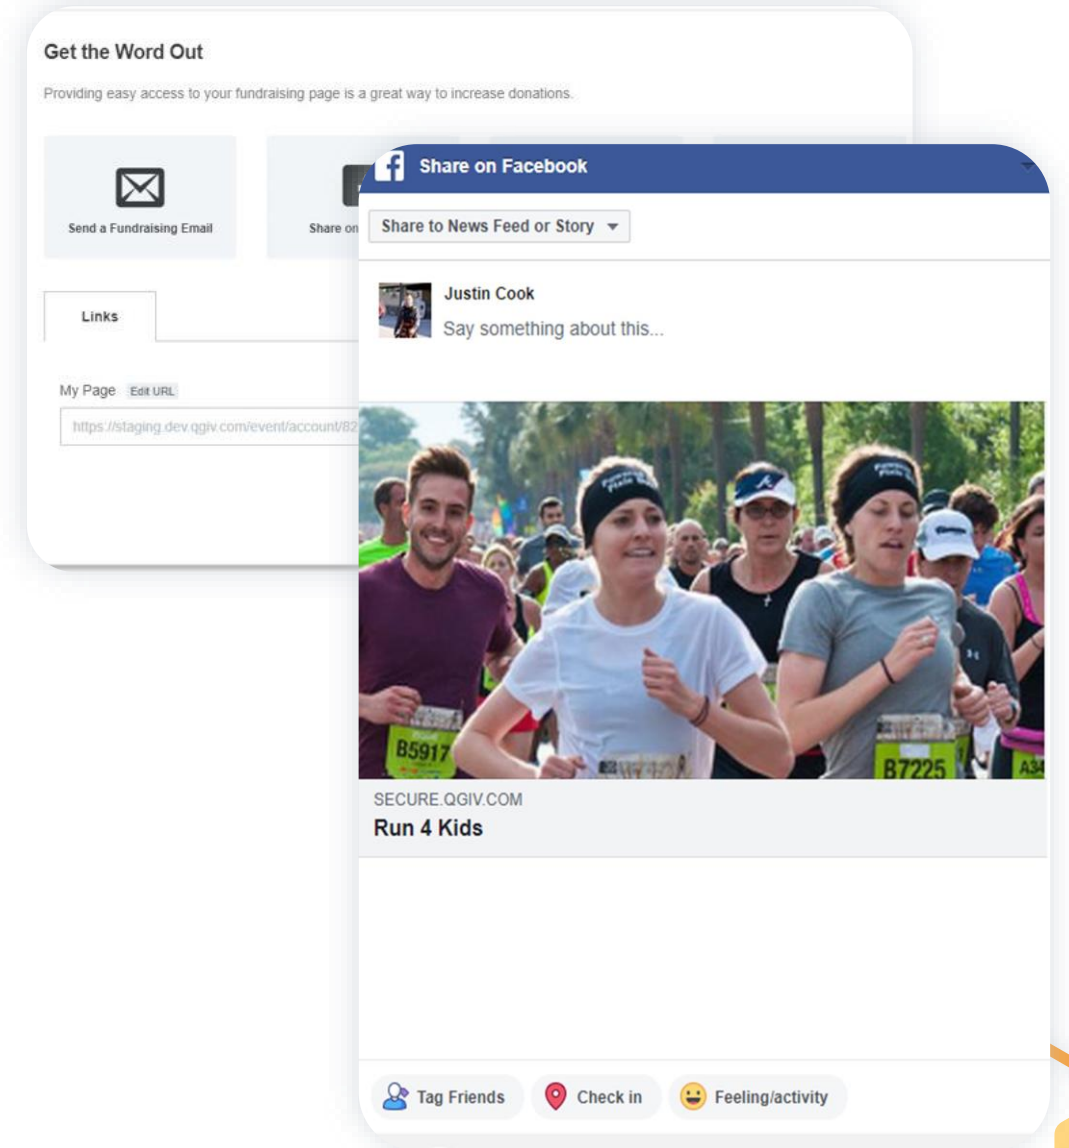 Get the Word Out
Providing easy access to your fundraising page is a great way to increase donations.
Send a Fundraising Email
Share on
Links
My Page Edit URL
https://staging.dev.qgiv.com/event/account/82
Share on Facebook
Share to News Feed or Story
Justin Cook
Say something about this...
B5917
B7225
A34
SECURE.QGIV.COM
Run 4 Kids
Tag Friends
Check in
Feeling/activity